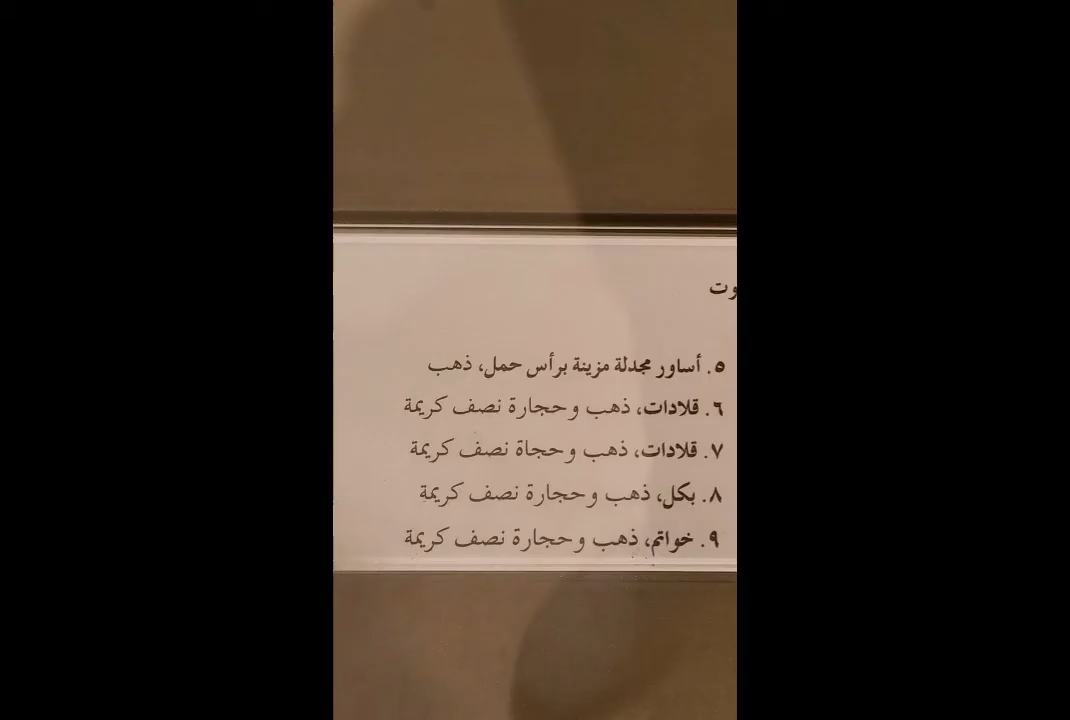 ٥. أساور مجدلة مزينة برأس حمل، ذهب
٦. قلادات، ذهب وحجارة نصف كريمة
٧. قلادات، ذهب وحجاة نصف كريمة
٨. بكل، ذهب وحجارة نصف كريمة
٩. خواتم، ذهب وحجارة نصف كريمة